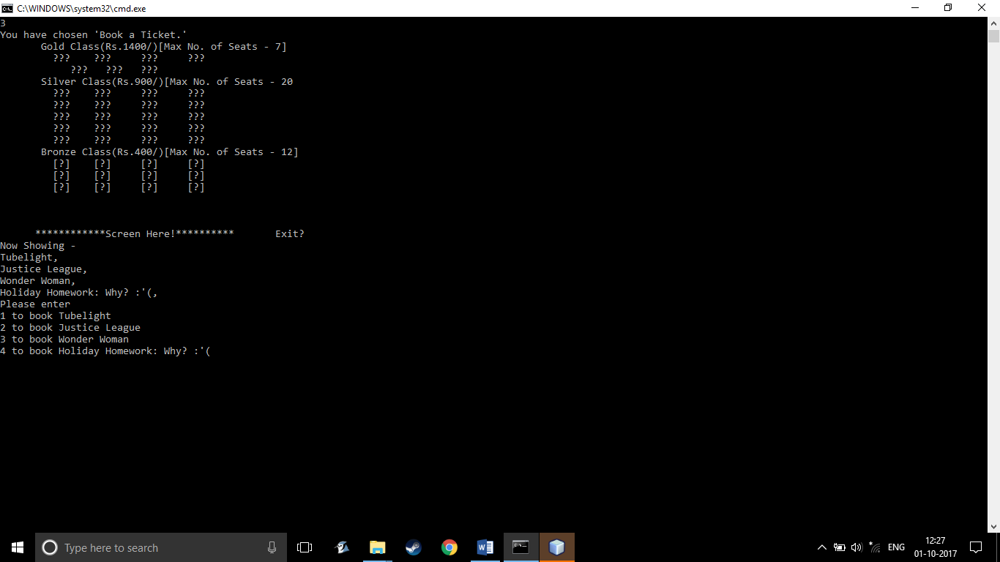 C:\WINDOWS\system32\cmd.exe
3
You have chosen 'Book a Ticket.'
Gold Class(Rs.1400/)[Max No. of Seats - 7]
??? ??? ??? ???
??? ??? ???
Silver Class(Rs.900/)[Max No. of Seats - 20
??? ??? ??? ???
??? ??? ??? ???
??? ??? ??? ???
??? ??? ??? ???
??? ??? ??? ???
Bronze Class(Rs.400/)[Max No. of Seats - 12]
[?] [?] [?] [?]
[?] [?] [?] [?]
[?] [?] [?] [?]
************Screen Here!********** Exit?
Now Showing -
Tubelight,
Justice League,
Wonder Woman,
Holiday Homework: Why? :'(,
Please enter
1 to book Tubelight
2 to book Justice League
3 to book Wonder Woman
4 to book Holiday Homework: Why? :'(
Type here to search
ENG
12:27
01-10-2017